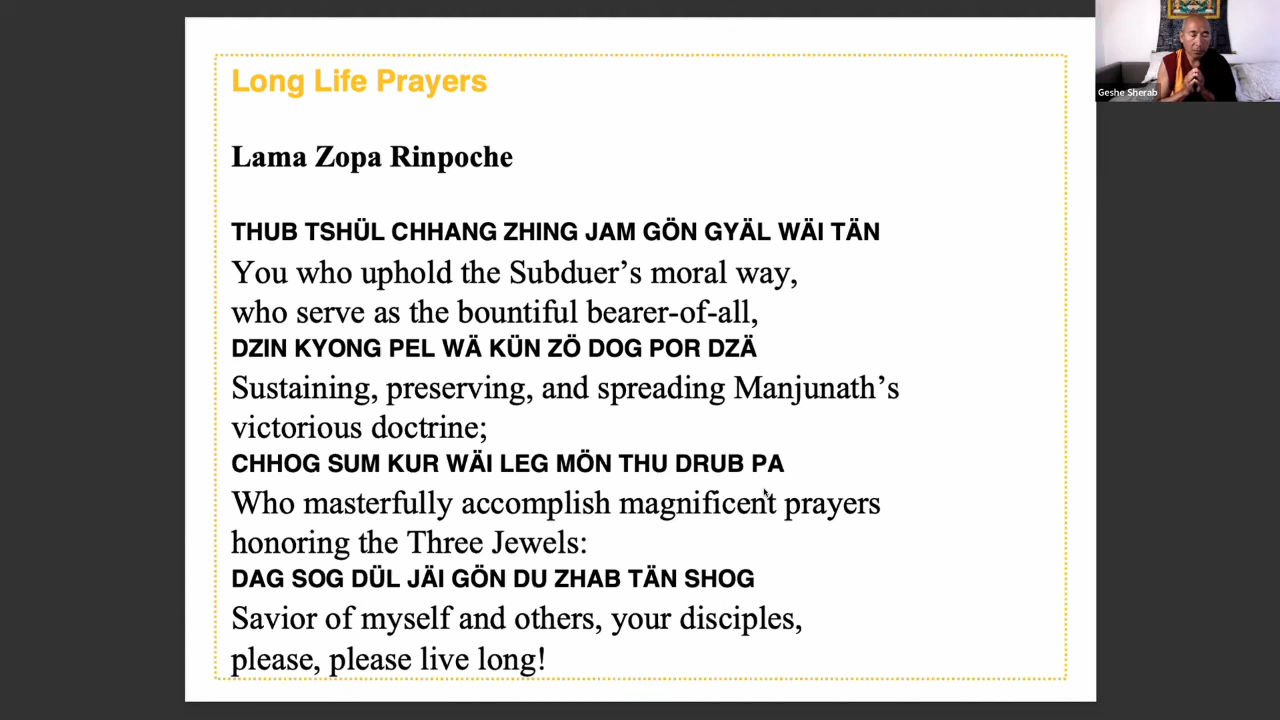 Long Life Prayers
Lama Zopa Rinpoche
THUB TSHÜL CHHANG ZHING JAM GÖN GYÄL WÄI TÄN
You who uphold the Subduer’s moral way,
who serve as the bountiful bearer-of-all,
DZIN KYONG PEL WÄ KÜN ZÖ DOG POR DZÄ
Sustaining, preserving, and spreading Manjunath’s
victorious doctrine;
CHHOG SUM KUR WÄI LEG MÖN THU DRUB PA
Who masterfully accomplish magnificent prayers
honoring the Three Jewels:
DAG SOG DÜL JÄI GÖN DU ZHAB TÄN SHOG
Savior of myself and others, your disciples,
please, please live long!
Geshe Sherab